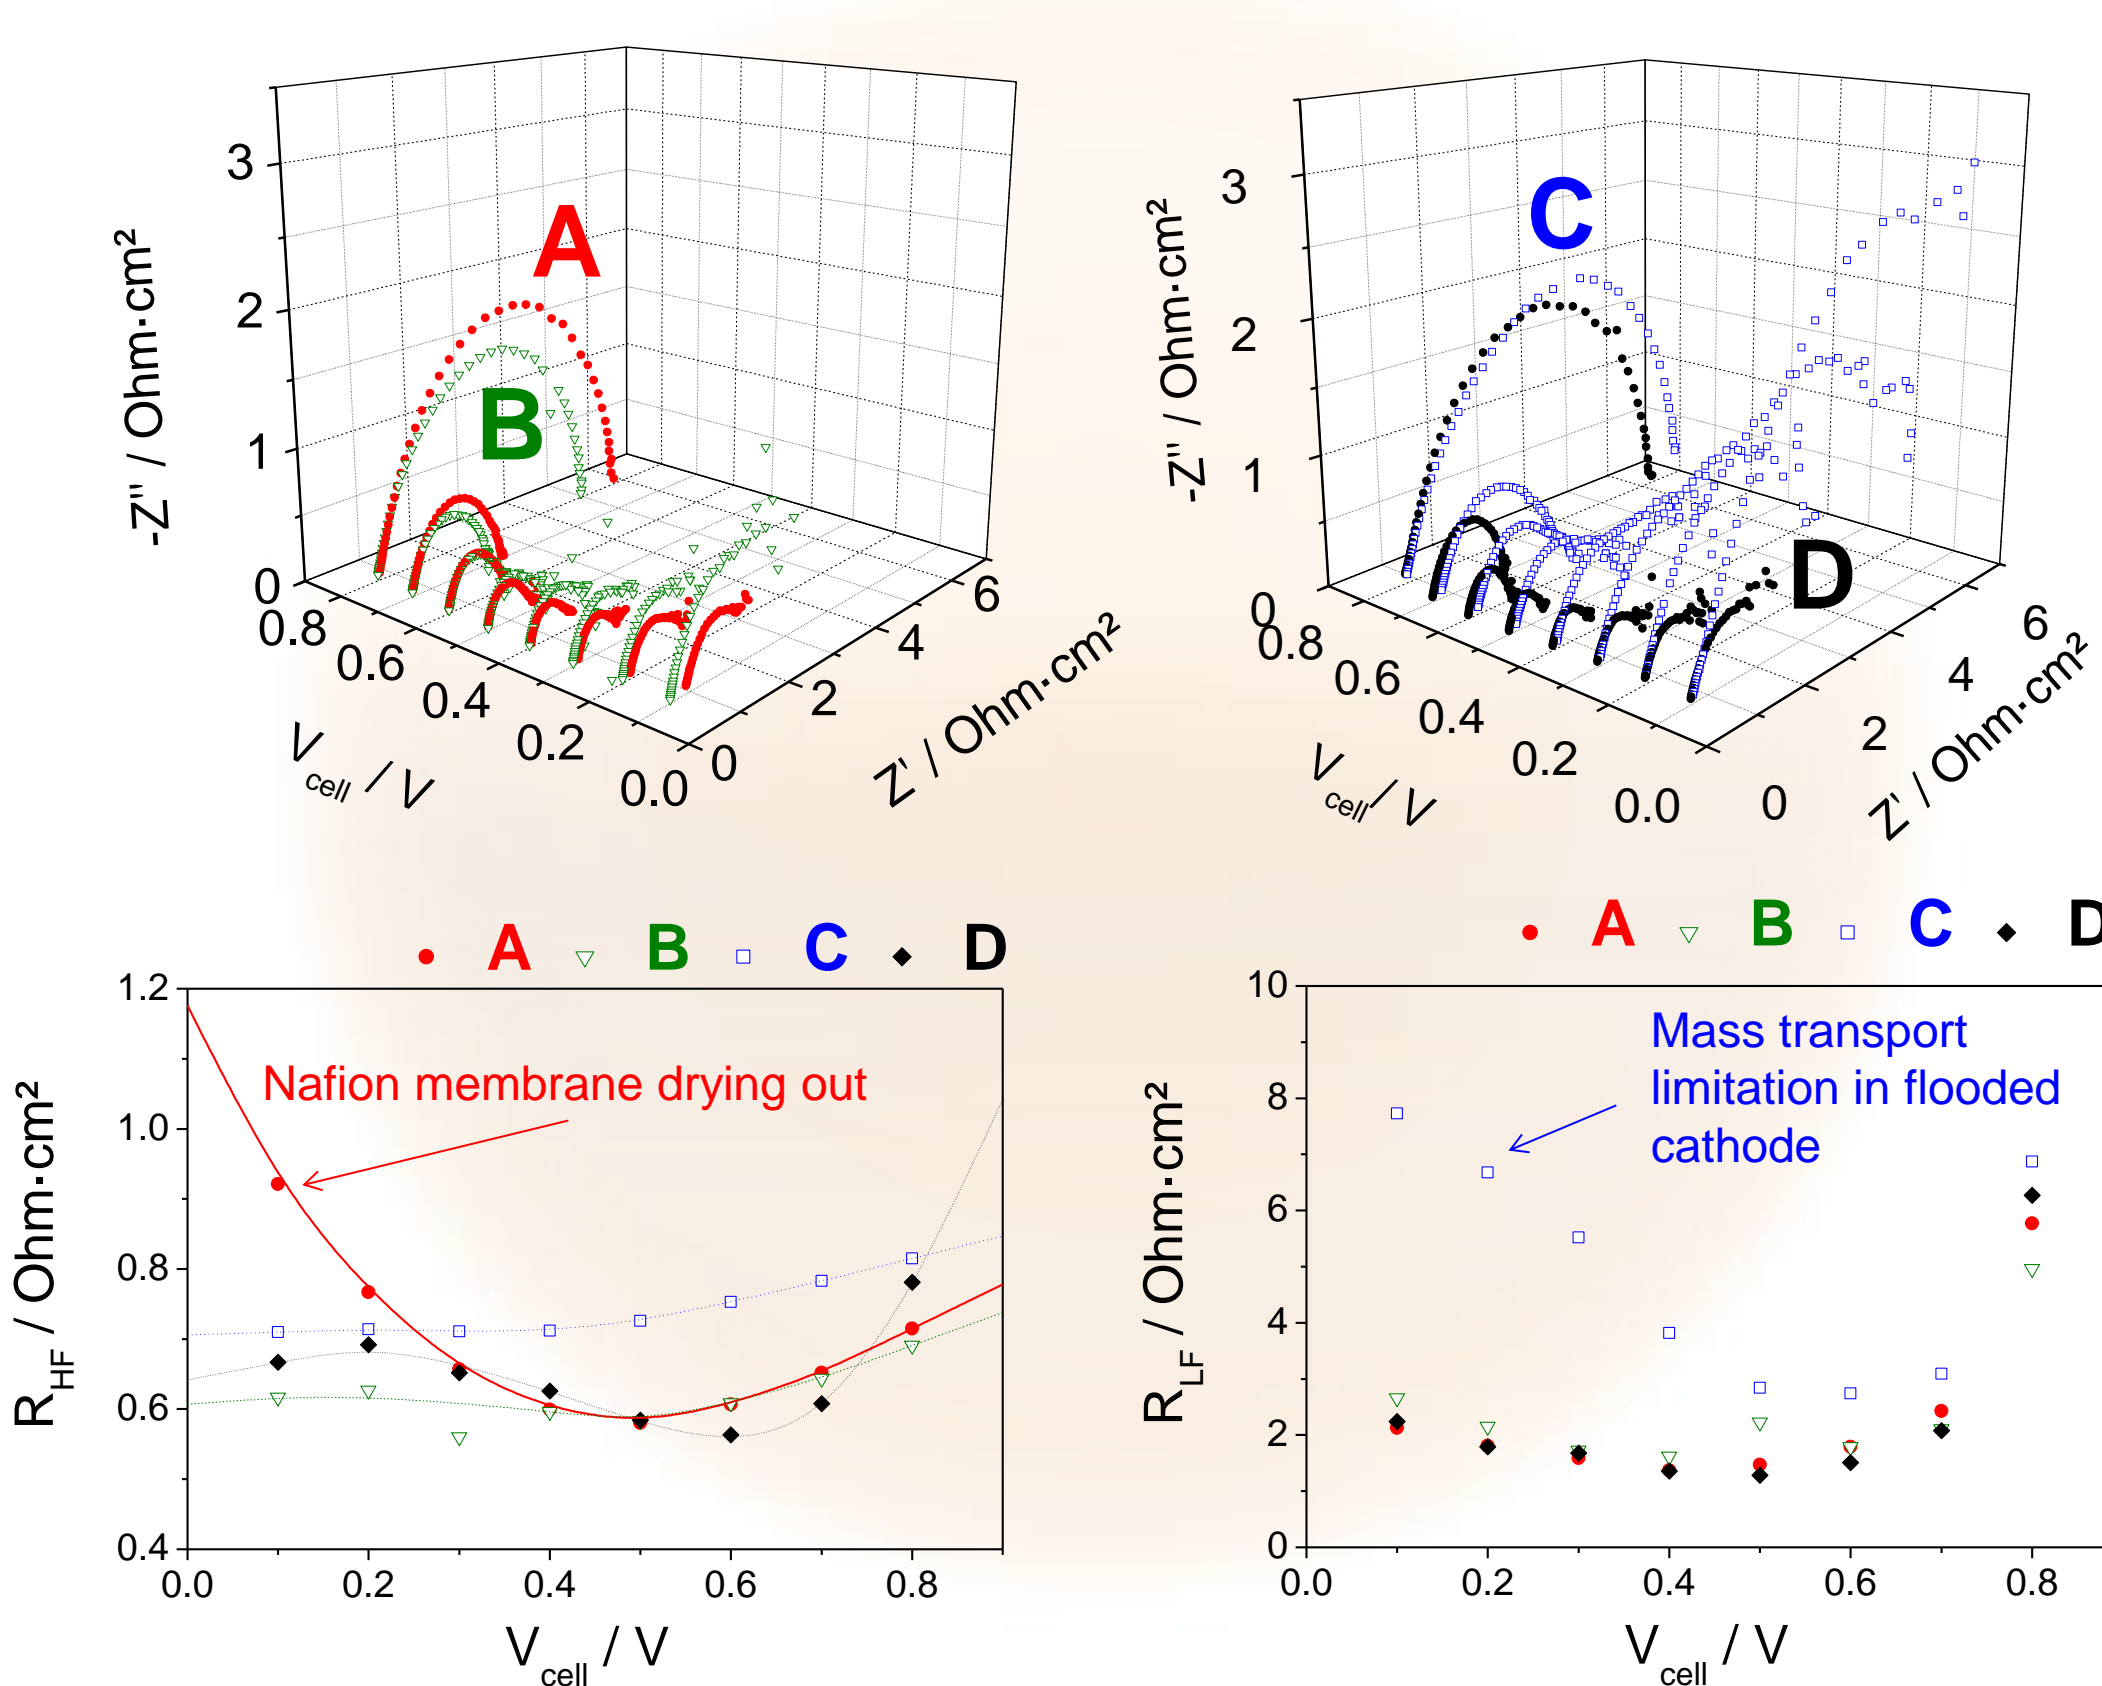 A
B
3
2
1
0
-Z'' / Ohm·cm²
0.8
0.6
0.4
0.2
0.0
V_cell / V
0
2
4
6
Z' / Ohm·cm²
C
D
3
2
1
0
-Z'' / Ohm·cm²
0.8
0.6
0.4
0.2
0.0
V_cell / V
0
2
4
6
Z' / Ohm·cm²
A B C D
1.2
1.0
0.8
0.6
0.4
R_HF / Ohm·cm²
Nafion membrane drying out
0.0 0.2 0.4 0.6 0.8
V_cell / V
A B C D
10
8
6
4
2
0
R_LF / Ohm·cm²
Mass transport
limitation in flooded
cathode
0.0 0.2 0.4 0.6 0.8
V_cell / V